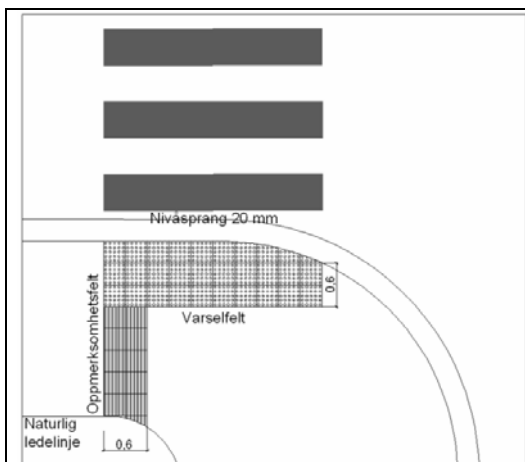 Nivåsprang 20 mm
0,6
Varselfelt
Oppmerksomhetsfelt
Naturlig
ledelinje
0,6